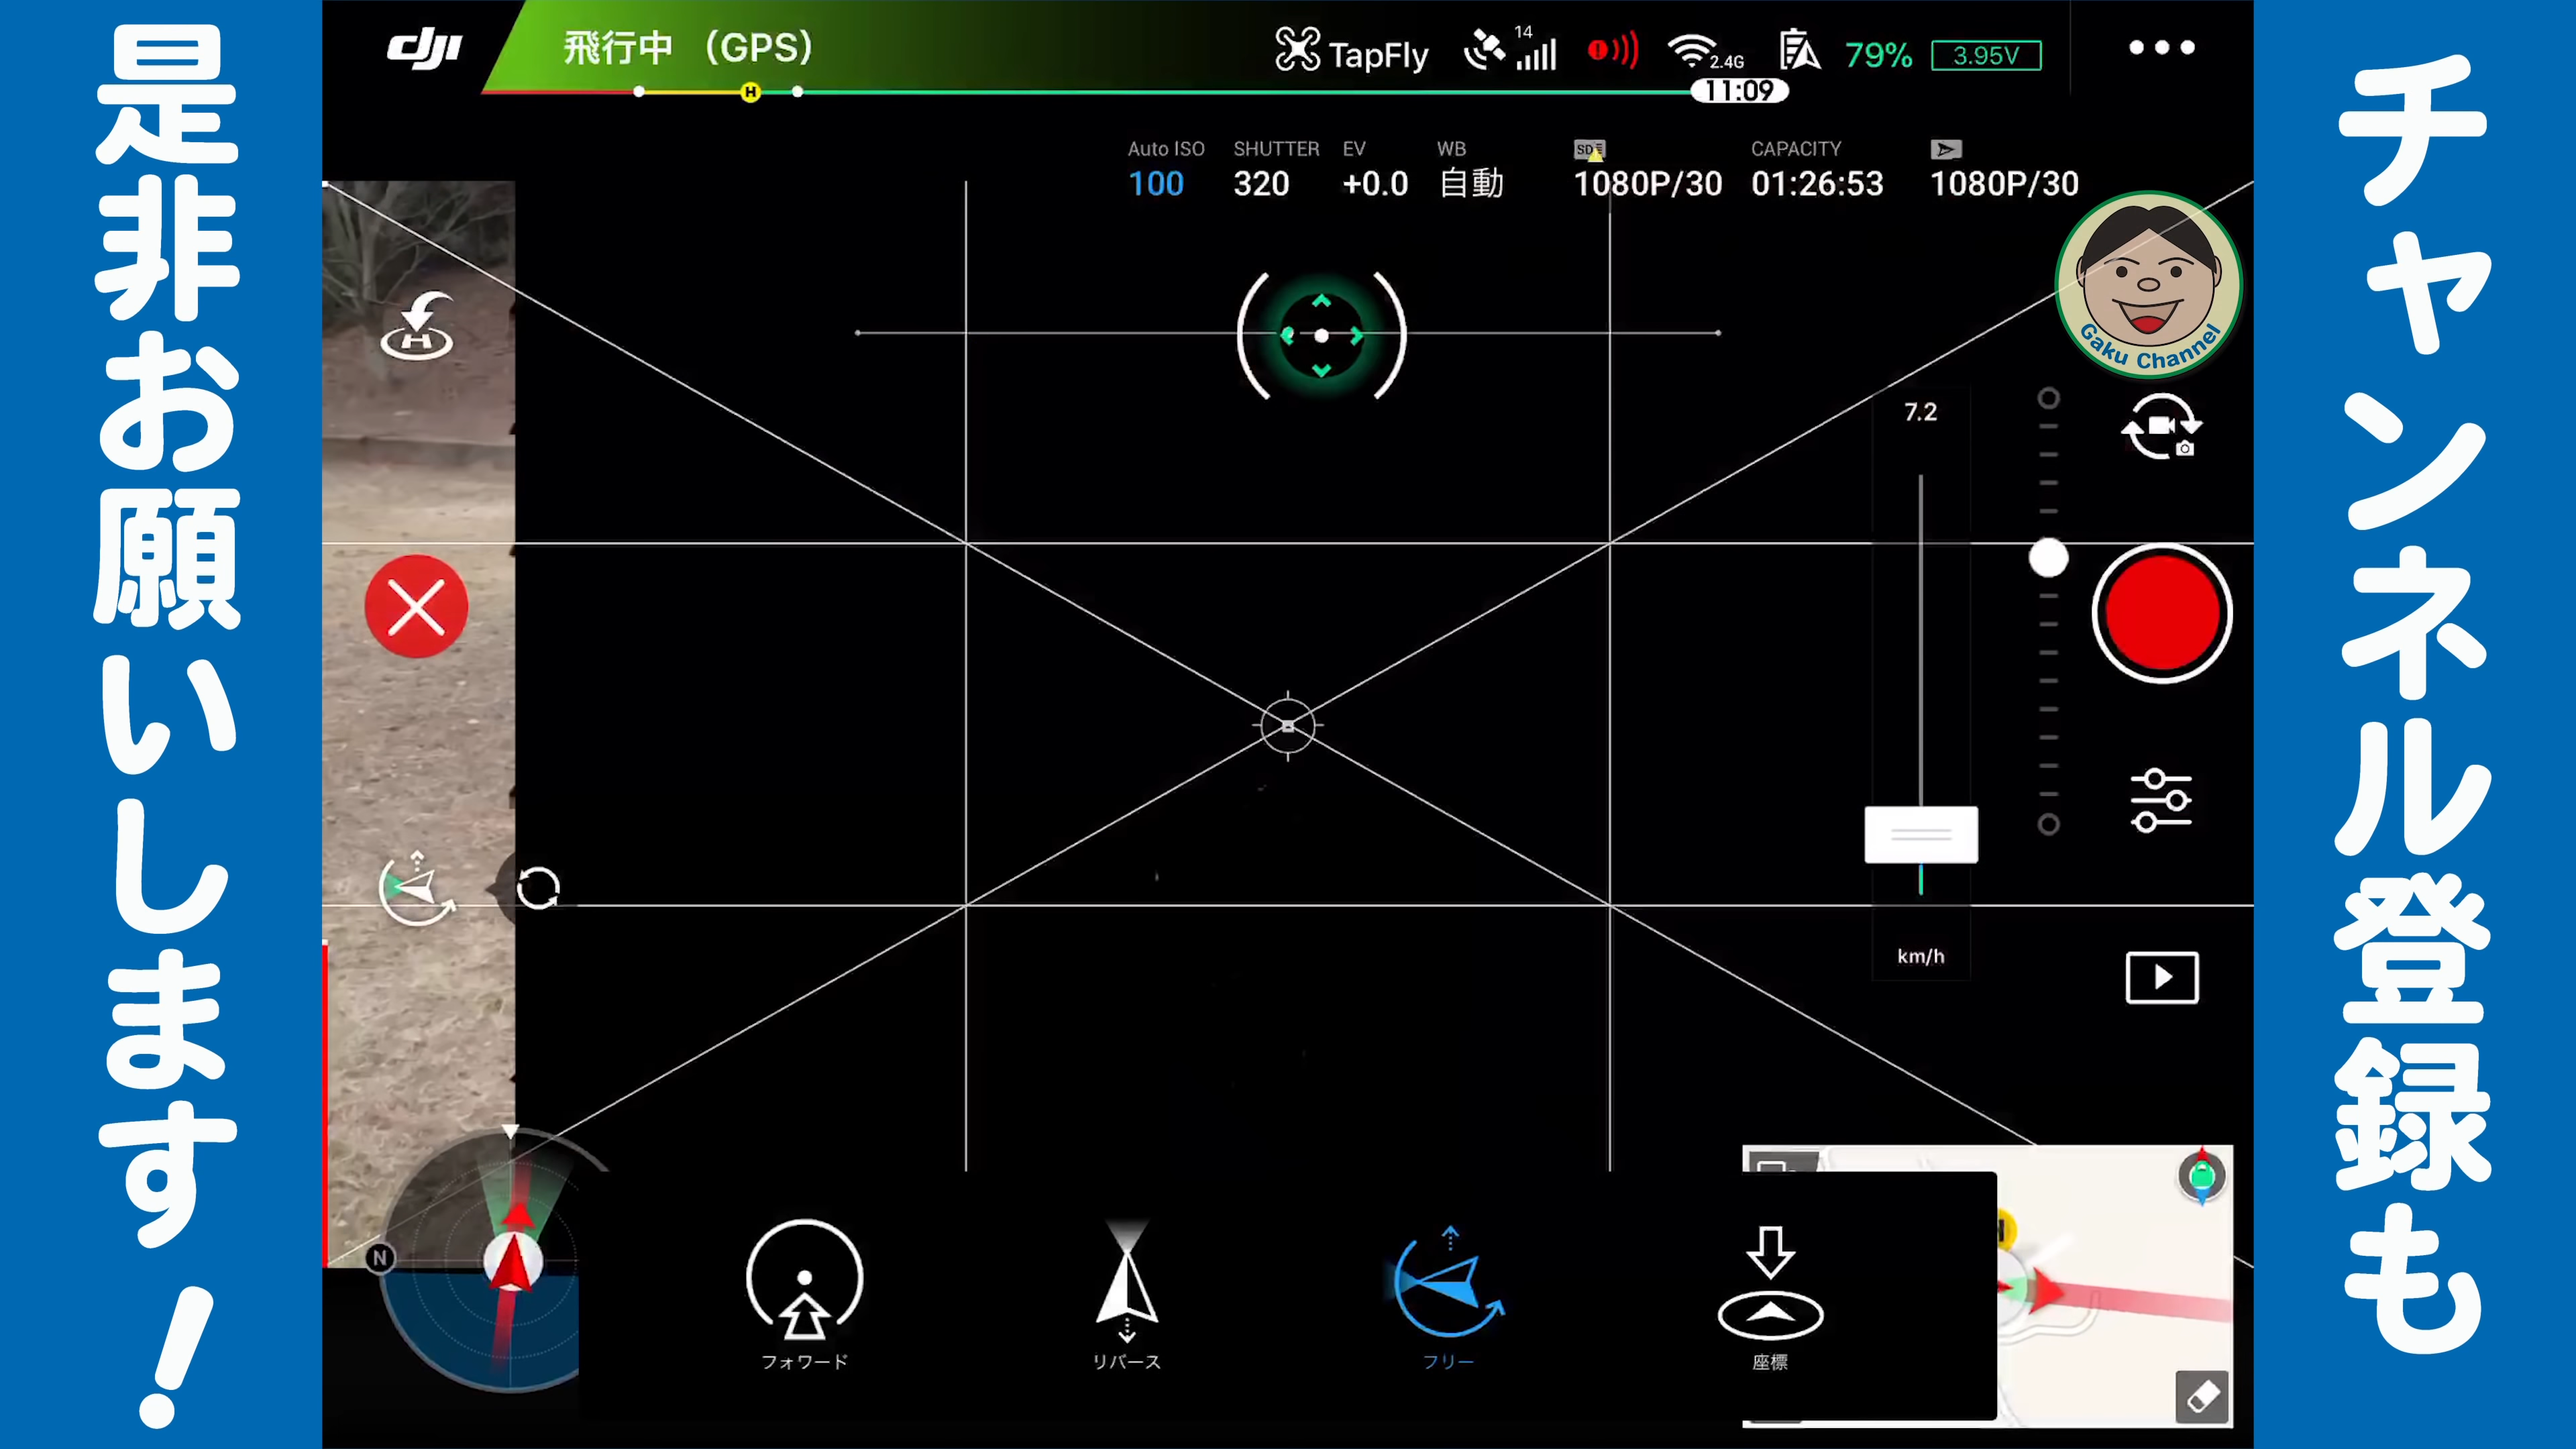 チャンネル登録も
是非お願いします！
dji
飛行中 （GPS）
TapFly
14
2.4G
79%
3.95V
H
11:09
Auto ISO
100
SHUTTER
320
EV
+0.0
WB
自動
SD
1080P/30
CAPACITY
01:26:53
1080P/30
Gaku Channel
H
7.2
km/h
N
フォワード
リバース
フリー
座標